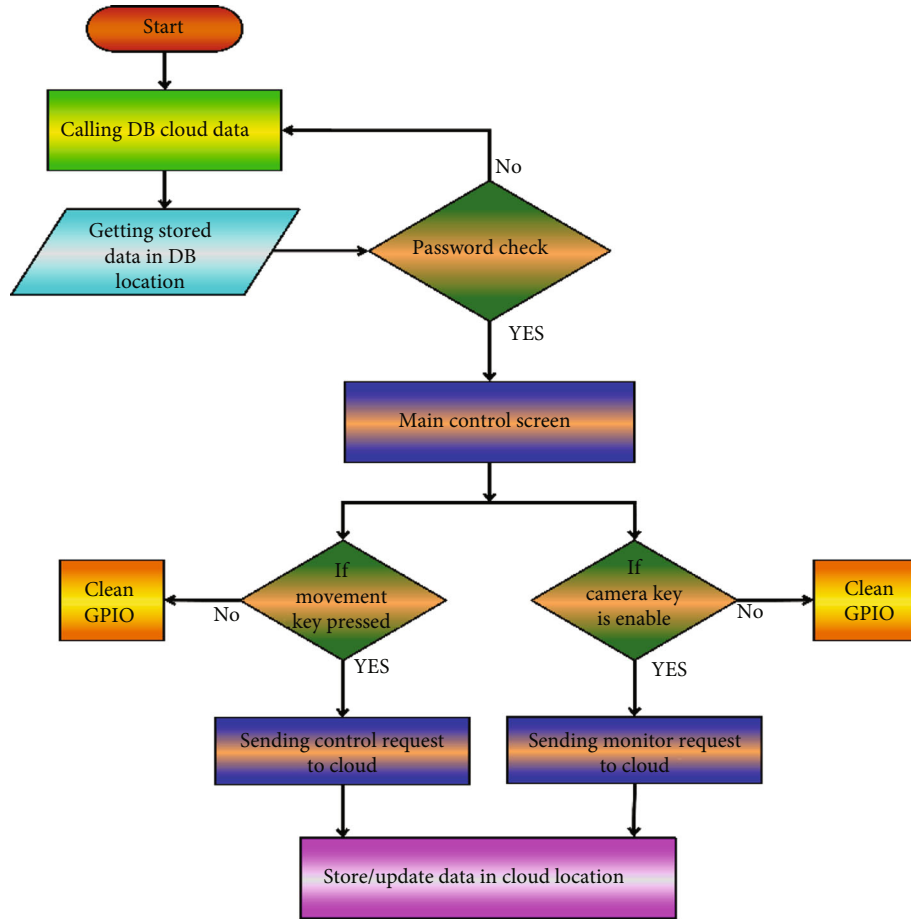 Start
Calling DB cloud data
No
Getting stored
data in DB
location
Password check
YES
Main control screen
If
movement
key pressed
If
camera key
is enable
Clean
GPIO
No
No
Clean
GPIO
YES
YES
Sending control request
to cloud
Sending monitor request
to cloud
Store/update data in cloud location